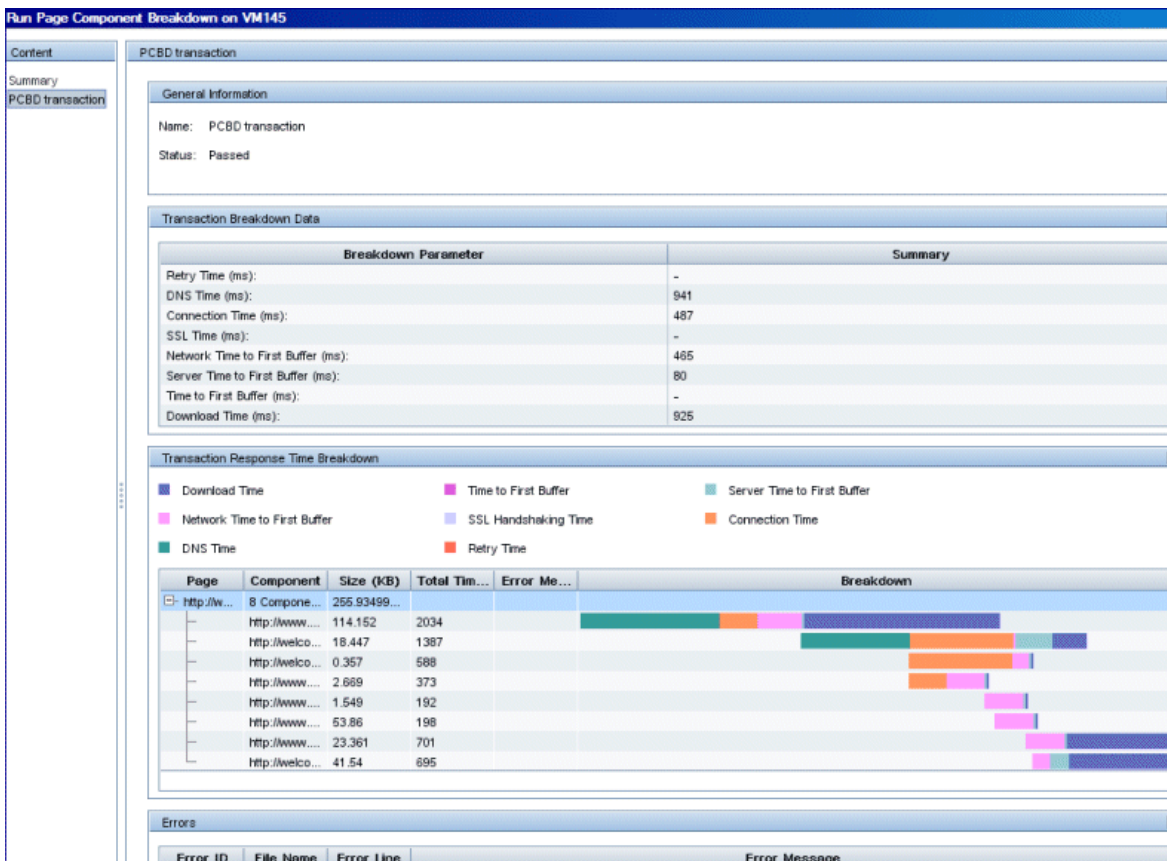 Run Page Component Breakdown on VM145
Content
Summary
PCBD transaction
PCBD transaction
General Information
Name: PCBD transaction
Status: Passed
Transaction Breakdown Data
Breakdown Parameter Summary
Retry Time (ms): -
DNS Time (ms): 941
Connection Time (ms): 487
SSL Time (ms): -
Network Time to First Buffer (ms): 465
Server Time to First Buffer (ms): 80
Time to First Buffer (ms): -
Download Time (ms): 925
Transaction Response Time Breakdown
Download Time Time to First Buffer Server Time to First Buffer
Network Time to First Buffer SSL Handshaking Time Connection Time
DNS Time Retry Time
Page Component Size (KB) Total Tim... Error Me... Breakdown
http://w... 8 Compone... 255.93499...
http://www.... 114.152 2034
http://welco... 18.447 1387
http://welco... 0.357 588
http://www.... 2.669 373
http://www.... 1.549 192
http://www.... 53.86 198
http://www.... 23.361 701
http://welco... 41.54 695
Errors
Error ID File Name Error Line Error Message